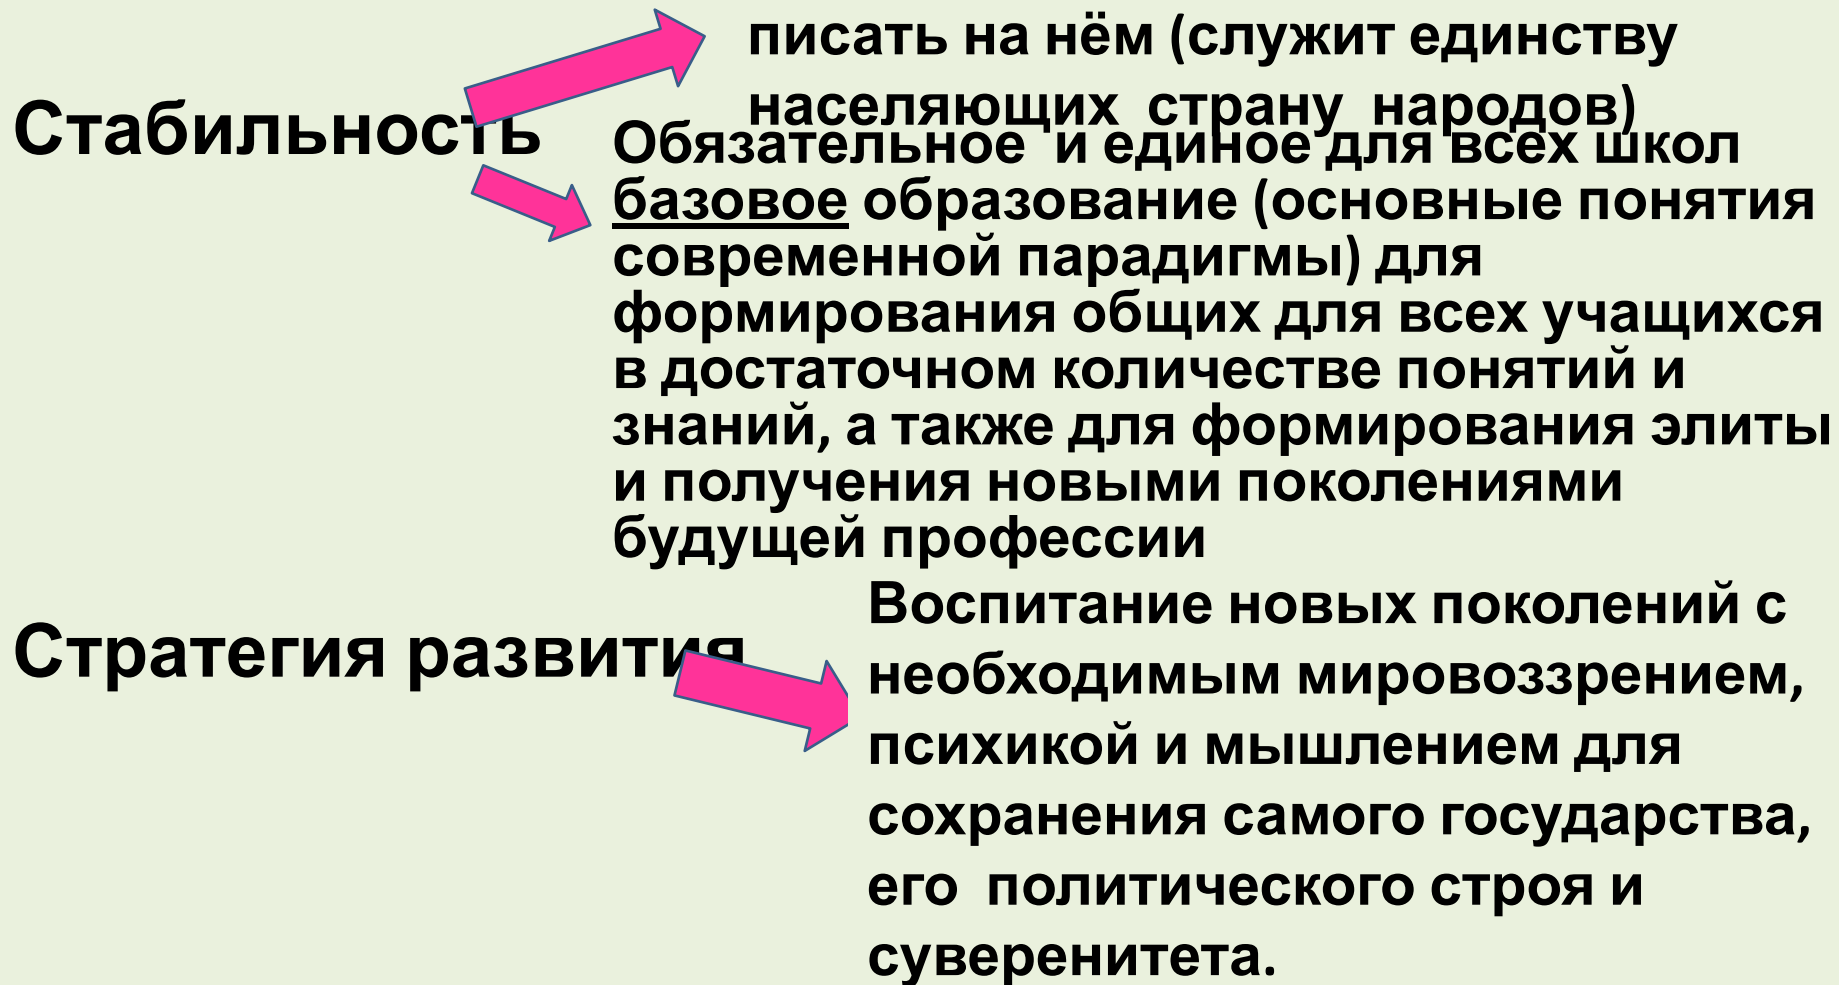 писать на нём (служит единству
населяющих страну народов)
Стабильность
Обязательное и единое для всех школ
базовое образование (основные понятия
современной парадигмы) для
формирования общих для всех учащихся
в достаточном количестве понятий и
знаний, а также для формирования элиты
и получения новыми поколениями
будущей профессии
Стратегия развития
Воспитание новых поколений с
необходимым мировоззрением,
психикой и мышлением для
сохранения самого государства,
его политического строя и
суверенитета.